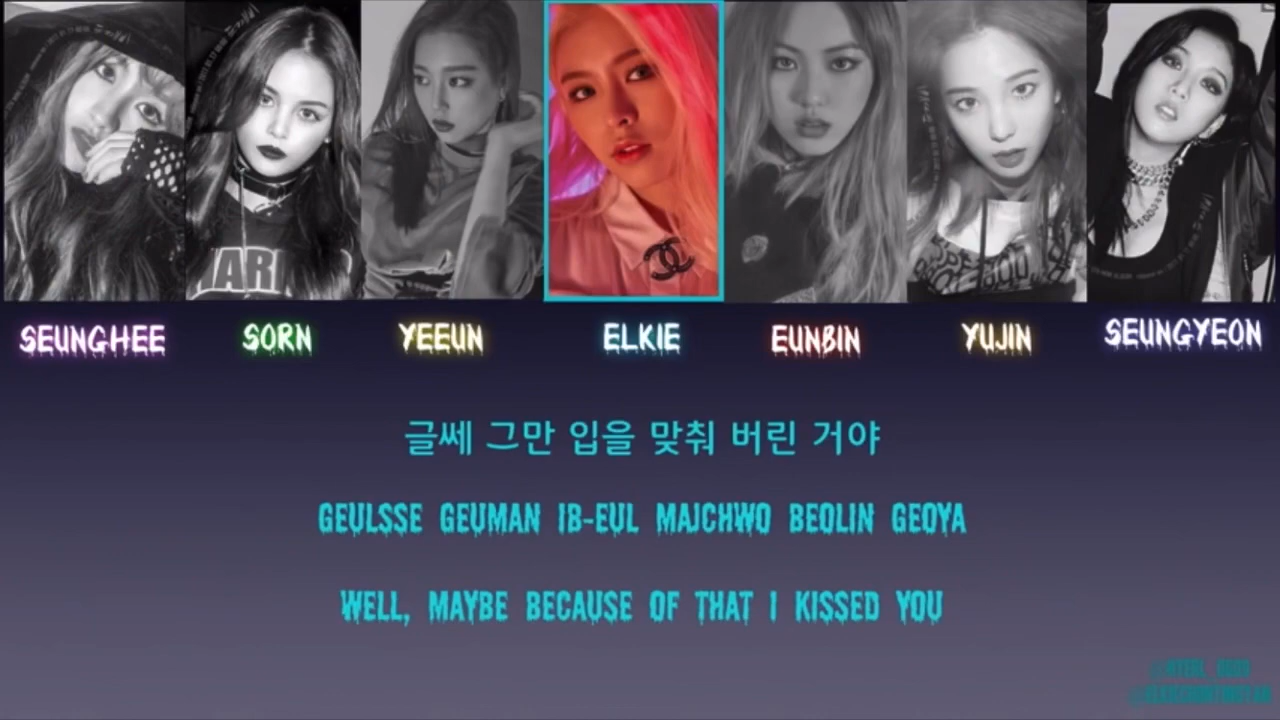 SEUNGHEE SORN YEEUN ELKIE EUNBIN YUJIN SEUNGYEON
글쎄 그만 입을 맞춰 버린 거야
GEULSSE GEUMAN IB-EUL MAJCHWO BEOLIN GEOYA
WELL, MAYBE BECAUSE OF THAT I KISSED YOU